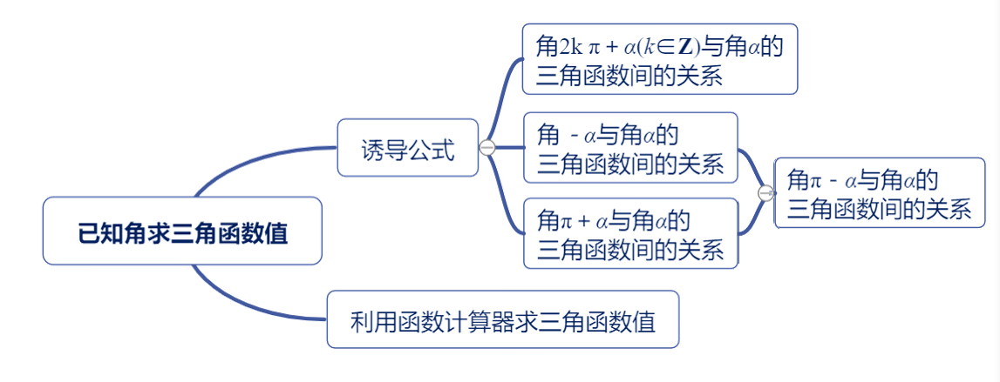 角2k π + α(k∈Z)与角α的
三角函数间的关系
诱导公式
角 - α与角α的
三角函数间的关系
角π - α与角α的
三角函数间的关系
角π + α与角α的
三角函数间的关系
已知角求三角函数值
利用函数计算器求三角函数值